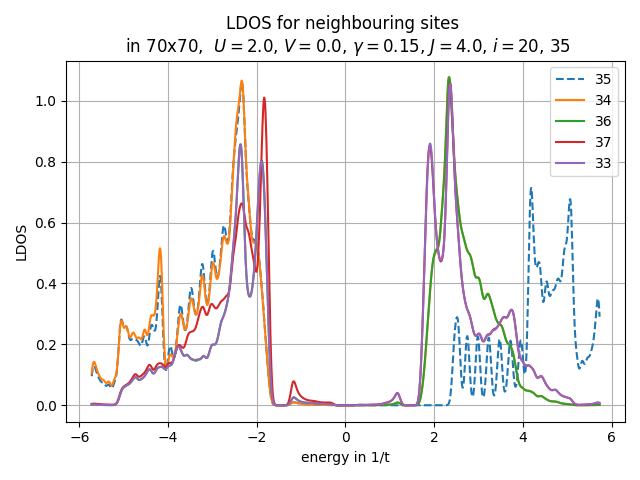 LDOS for neighbouring sites
in 70x70, U = 2.0, V = 0.0, γ = 0.15, J = 4.0, i = 20, 35
LDOS
1.0
0.8
0.6
0.4
0.2
0.0
35
34
36
37
33
−6 −4 −2 0 2 4 6
energy in 1/t